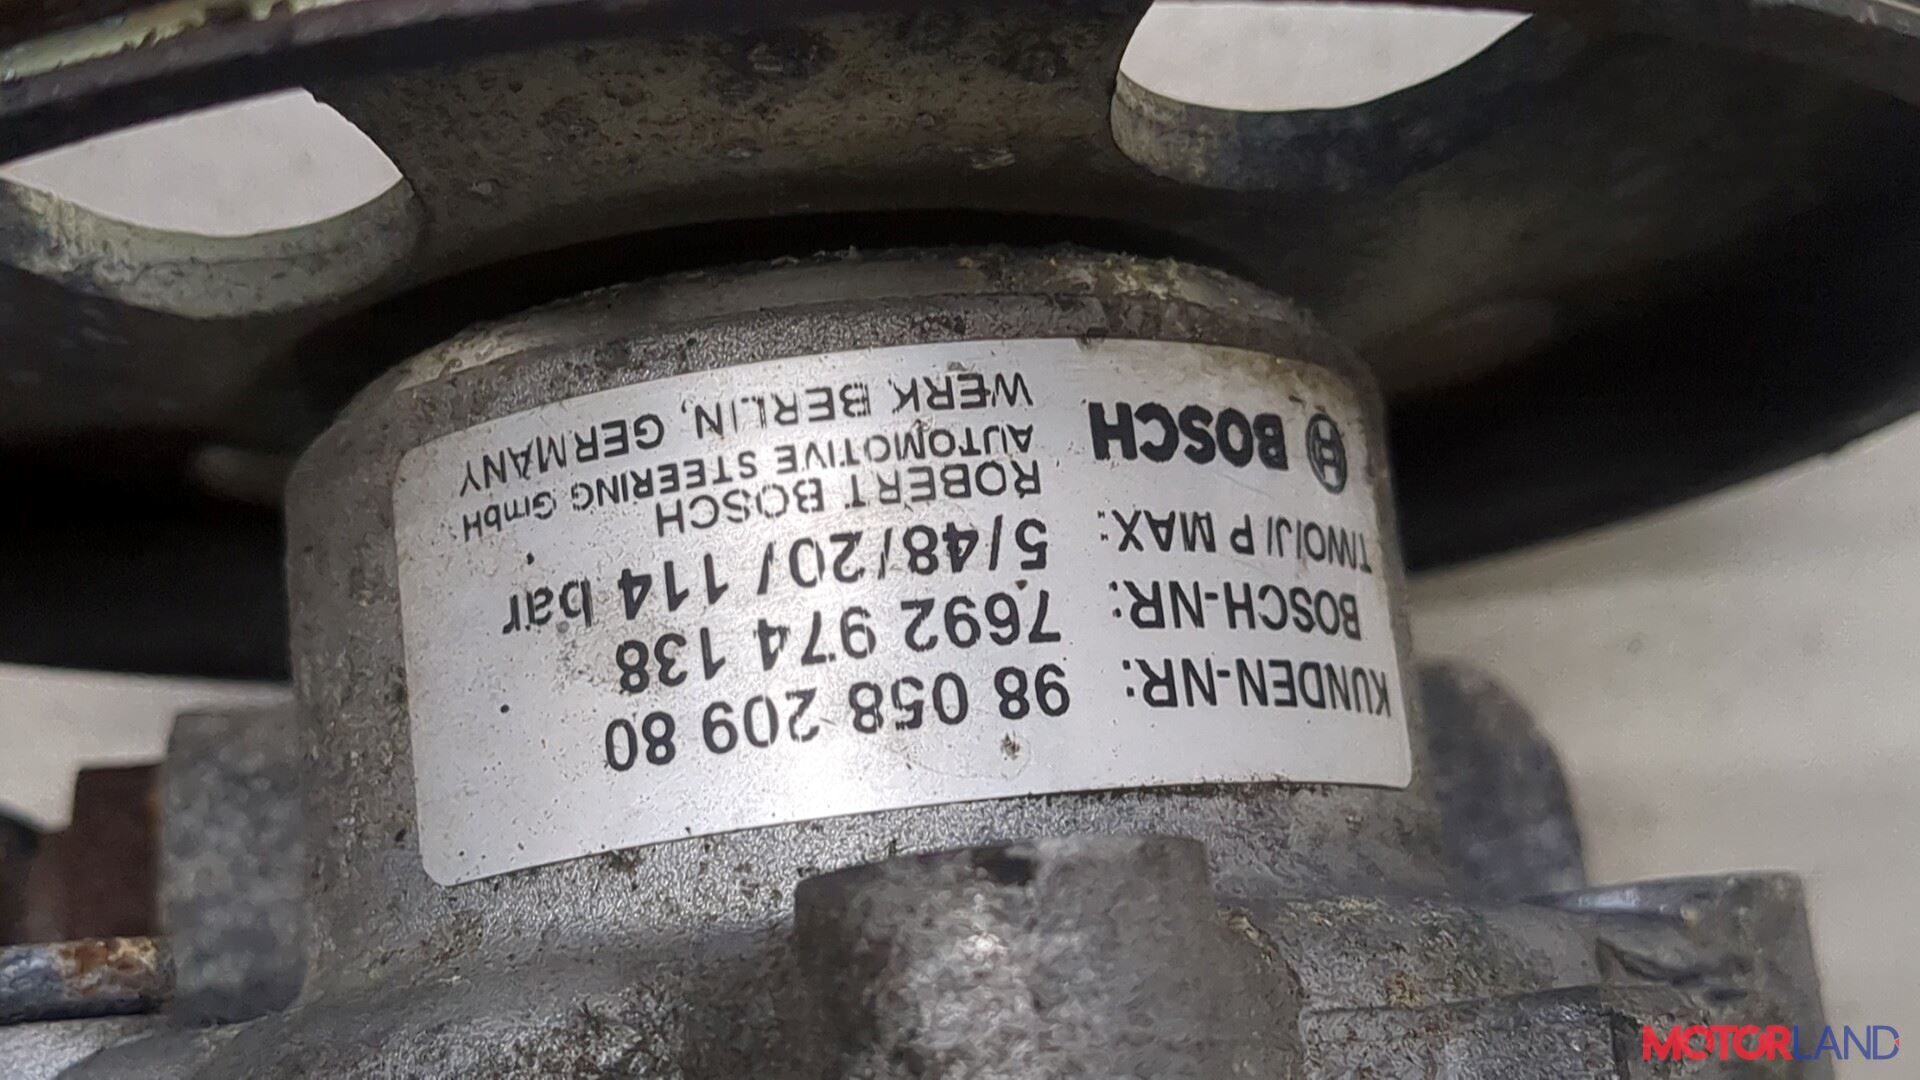 KUNDEN-NR: 98 058 209 80
BOSCH-NR: 7692 974 138
TWO/J/P MAX: 5/48/20/ 114 bar
BOSCH
ROBERT BOSCH
AUTOMOTIVE STEERING GmbH
WERK BERLIN, GERMANY
MOTORLAND